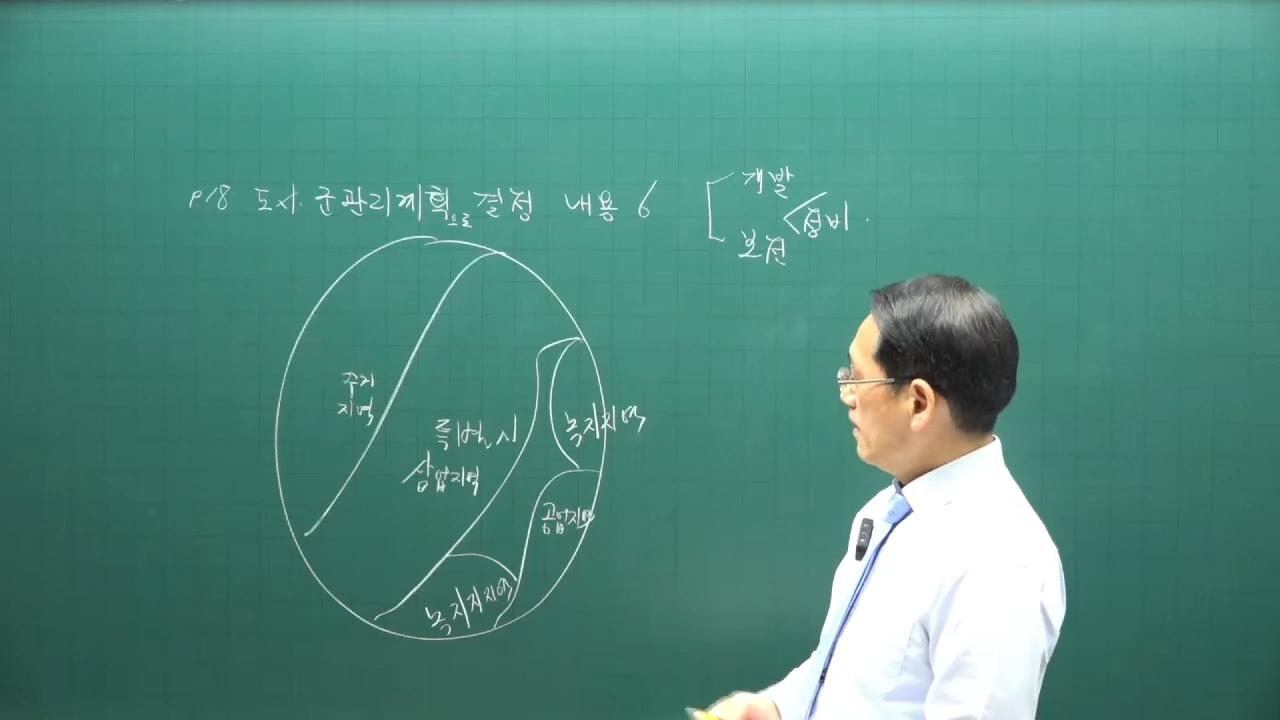 P.18 도시·군관리계획으로 결정 내용 6
개발
정비
보전
주거
지역
특별시
상업지역
녹지지역
공업지역
녹지지역